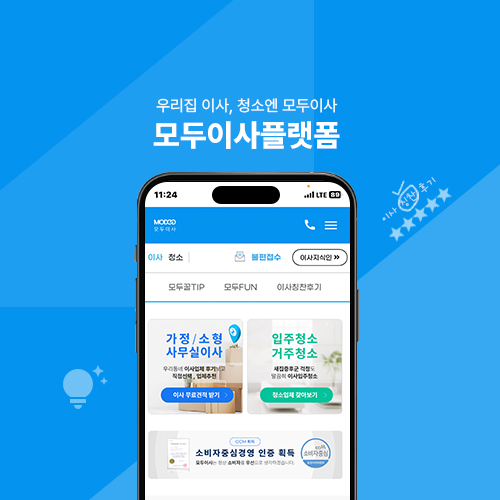 우리집 이사, 청소엔 모두이사
모두이사플랫폼
이사 칭찬 후기
11:24
LTE 89
MODOO
모두이사
이사 청소
불편접수
이사지식인 >>
모두꿀TIP 모두FUN 이사칭찬후기
가정/소형
사무실이사
우리동네 이사업체 후기보고
직접선택, 업체추천
이사 무료견적 받기 >
입주청소
거주청소
새집증후군 걱정도
말끔히 이사입주청소
청소업체 찾아보기 >
CCM 획득
소비자중심경영 인증 획득
모두이사는 항상 소비자를 우선으로 생각하겠습니다.
소비자중심